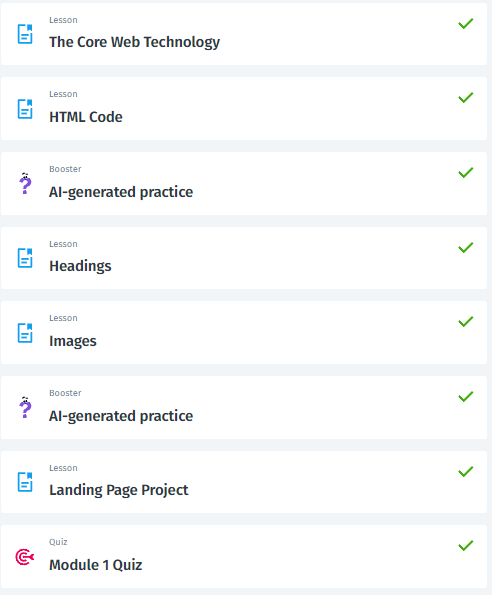 Lesson
The Core Web Technology
Lesson
HTML Code
Booster
AI-generated practice
Lesson
Headings
Lesson
Images
Booster
AI-generated practice
Lesson
Landing Page Project
Quiz
Module 1 Quiz